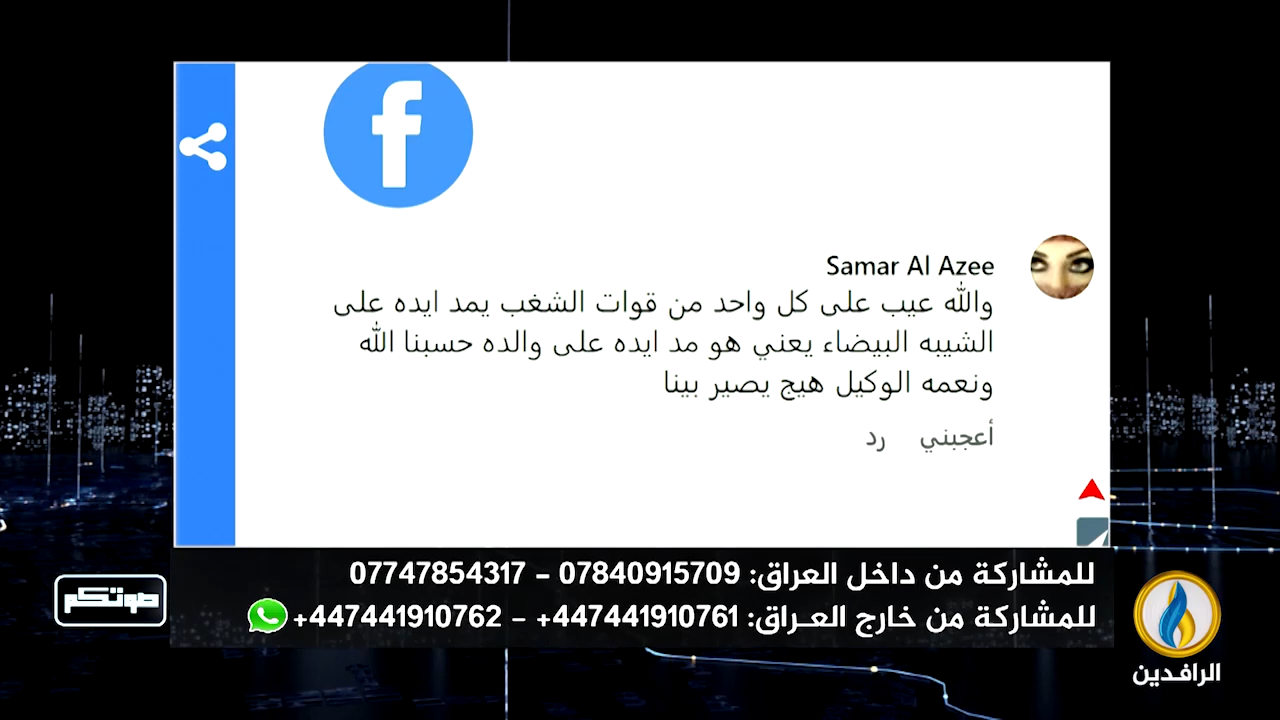 f
Samar Al Azee
والله عيب على كل واحد من قوات الشغب يمد ايده على
الشيبه البيضاء يعني هو مد ايده على والده حسبنا الله
ونعمه الوكيل هيج يصير بينا
أعجبني رد
للمشاركة من داخل العراق: 07840915709 - 07747854317
للمشاركة من خارج العـراق: 447441910761+ - 447441910762+
صوتكم
الرافدين